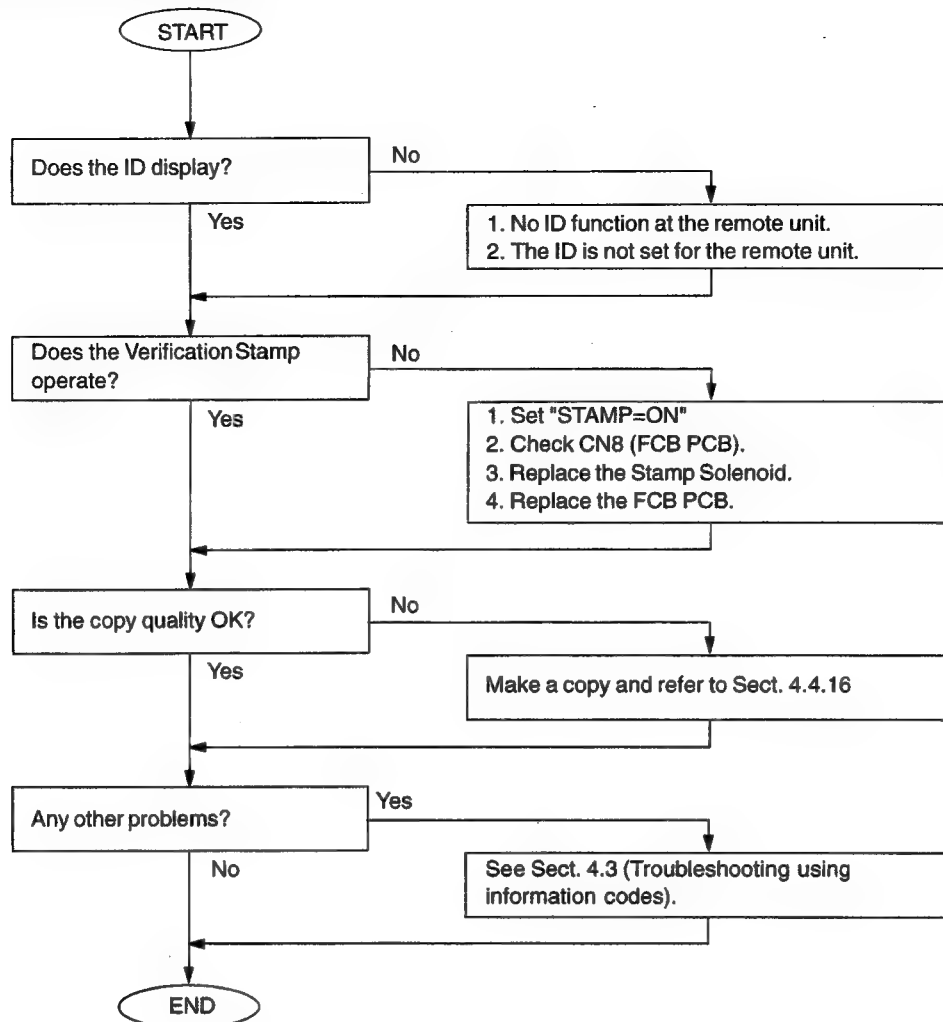 START
Does the ID display?
No
Yes
1. No ID function at the remote unit.
2. The ID is not set for the remote unit.
Does the Verification Stamp
operate?
No
Yes
1. Set "STAMP=ON"
2. Check CN8 (FCB PCB).
3. Replace the Stamp Solenoid.
4. Replace the FCB PCB.
Is the copy quality OK?
No
Yes
Make a copy and refer to Sect. 4.4.16
Any other problems?
Yes
No
See Sect. 4.3 (Troubleshooting using
information codes).
END